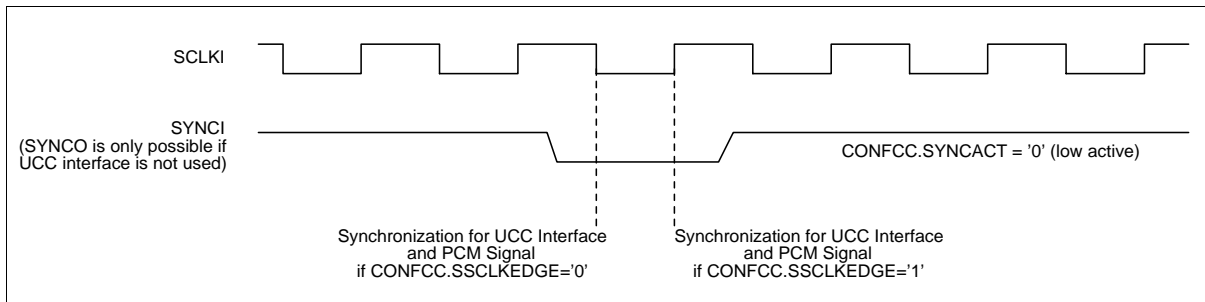 SCLKI
SYNCI
(SYNCO is only possible if
UCC interface is not used)
CONFCC.SYNCACT = '0' (low active)
Synchronization for UCC Interface
and PCM Signal
if CONFCC.SSCLKEDGE='0'
Synchronization for UCC Interface
and PCM Signal
if CONFCC.SSCLKEDGE='1'